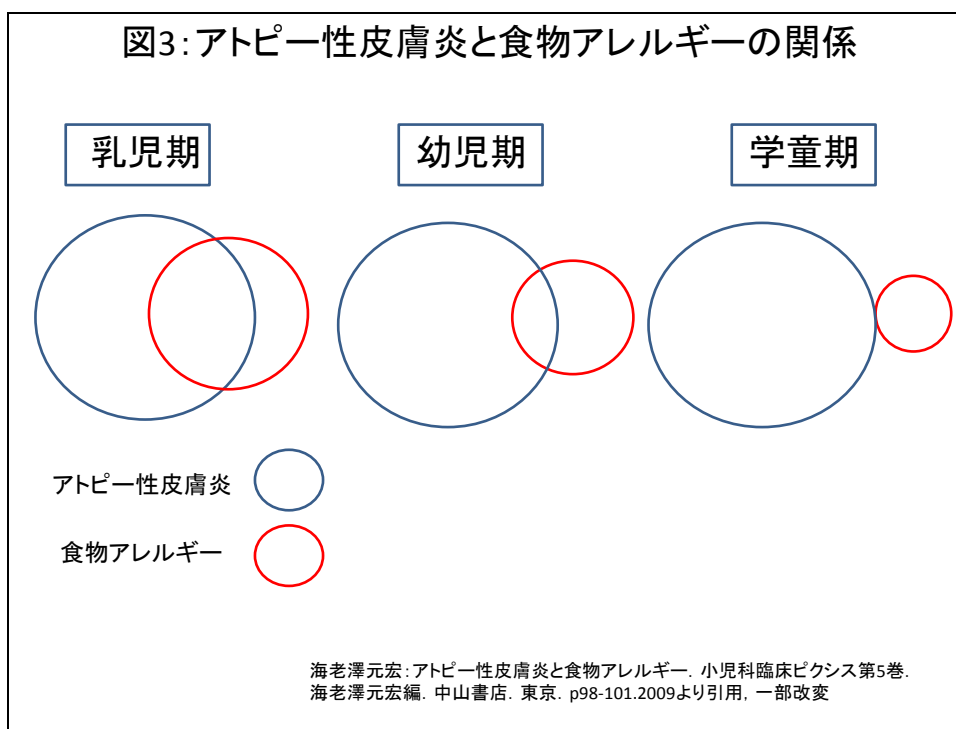 図3：アトピー性皮膚炎と食物アレルギーの関係
乳児期
幼児期
学童期
アトピー性皮膚炎
食物アレルギー
海老澤元宏：アトピー性皮膚炎と食物アレルギー．小児科臨床ピクシス第5巻．
海老澤元宏編．中山書店．東京．p98-101.2009より引用，一部改変